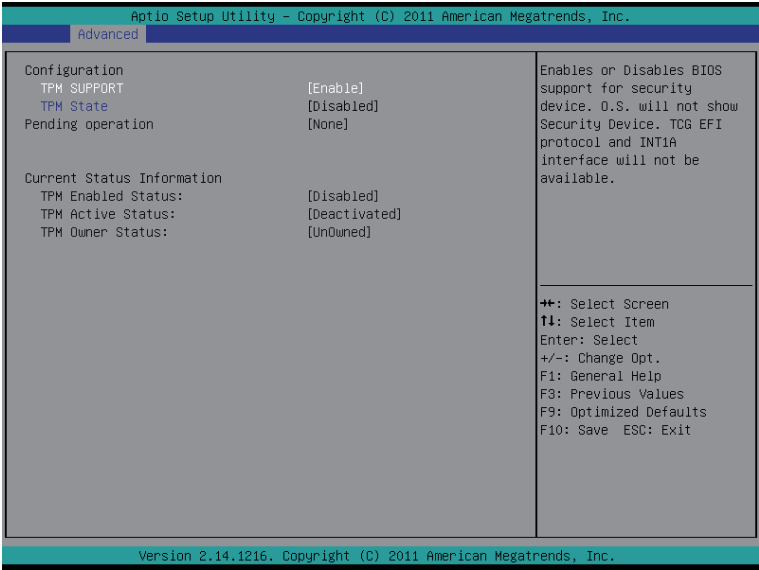 Aptio Setup Utility – Copyright (C) 2011 American Megatrends, Inc.
Advanced
Configuration
TPM SUPPORT [Enable]
TPM State [Disabled]
Pending operation [None]
Current Status Information
TPM Enabled Status: [Disabled]
TPM Active Status: [Deactivated]
TPM Owner Status: [UnOwned]
Enables or Disables BIOS
support for security
device. O.S. will not show
Security Device. TCG EFI
protocol and INT1A
interface will not be
available.
→←: Select Screen
↑↓: Select Item
Enter: Select
+/-: Change Opt.
F1: General Help
F3: Previous Values
F9: Optimized Defaults
F10: Save ESC: Exit
Version 2.14.1216. Copyright (C) 2011 American Megatrends, Inc.